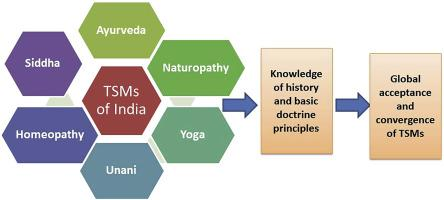 Ayurveda
Siddha
Naturopathy
TSMs
of India
Homeopathy
Yoga
Unani
Knowledge
of history
and basic
doctrine
principles
Global
acceptance
and
convergence
of TSMs